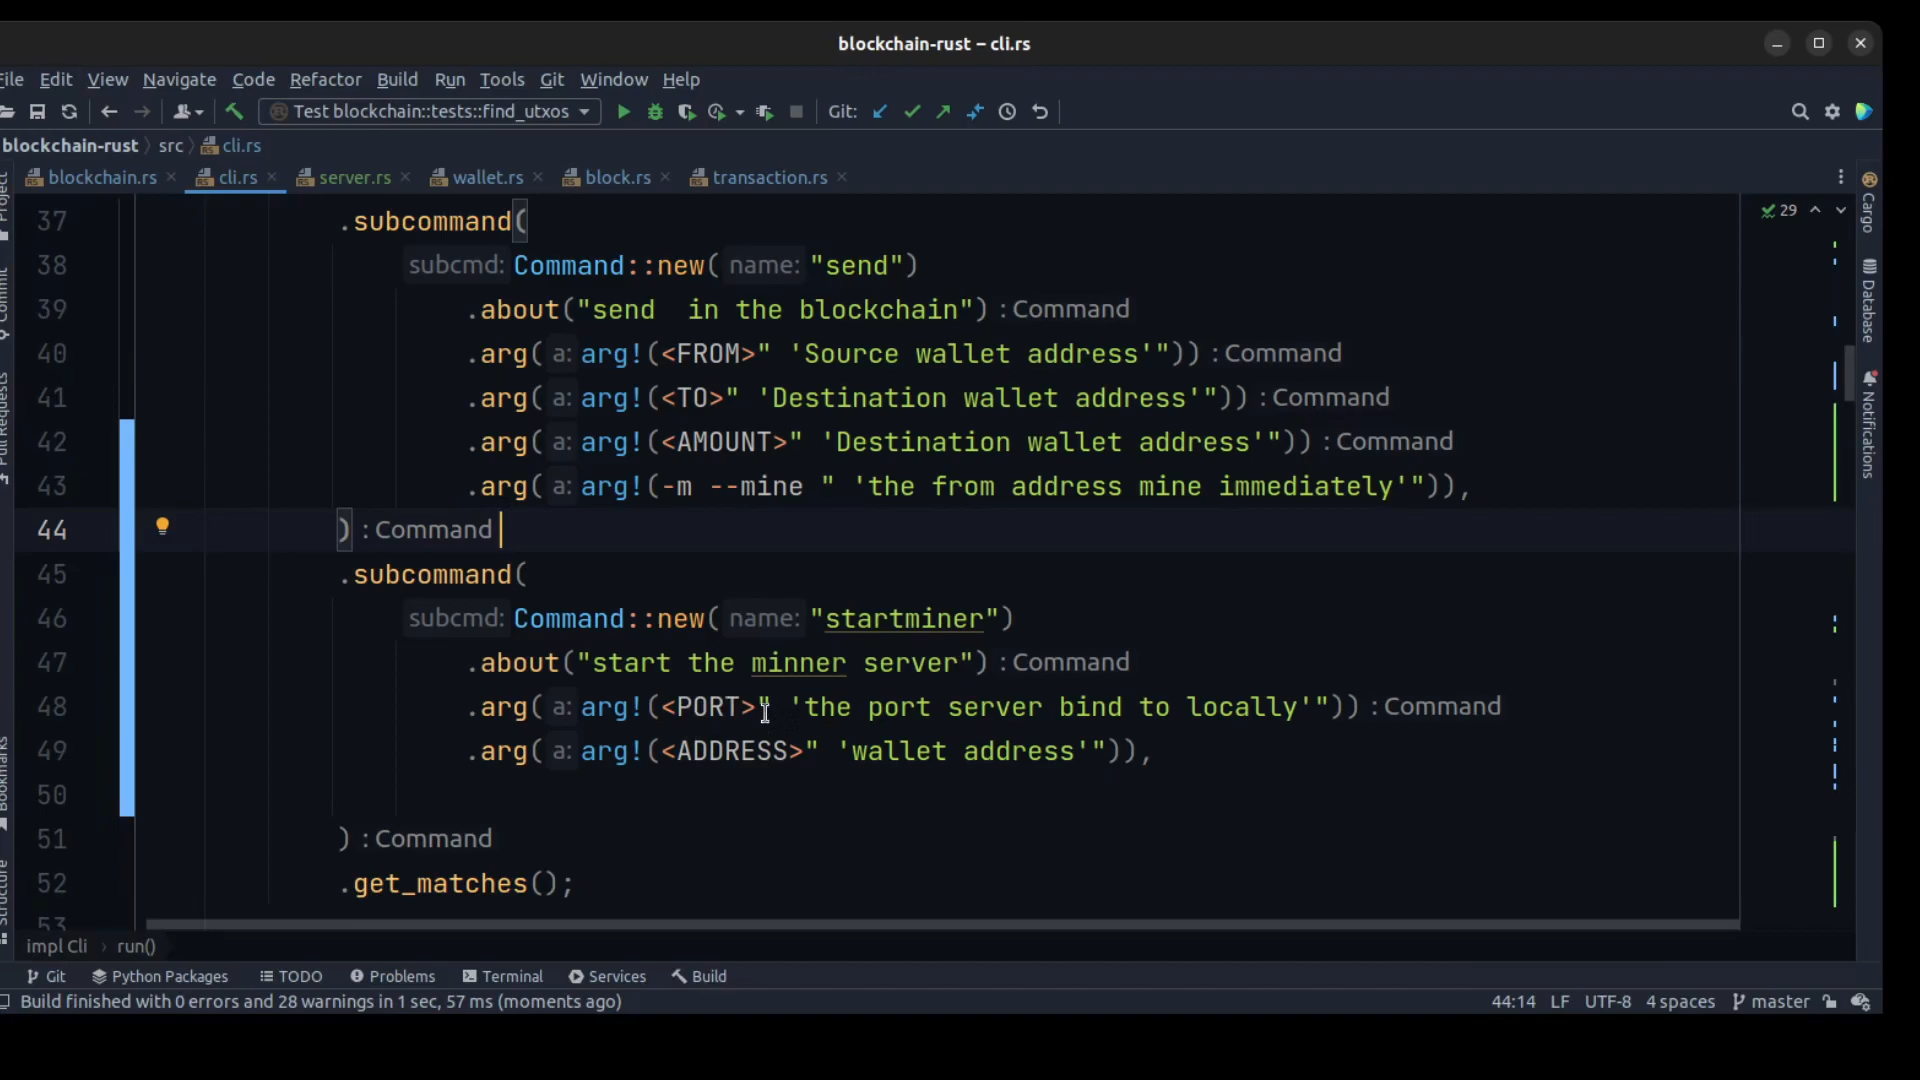 blockchain-rust – cli.rs
File Edit View Navigate Code Refactor Build Run Tools Git Window Help
Test blockchain::tests::find_utxos Git:
blockchain-rust src cli.rs
blockchain.rs cli.rs server.rs wallet.rs block.rs transaction.rs
37 .subcommand(
29
38 subcmd: Command::new( name: "send")
39 .about("send  in the blockchain") : Command
40 .arg( a: arg!(<FROM>" 'Source wallet address'")) : Command
41 .arg( a: arg!(<TO>" 'Destination wallet address'")) : Command
42 .arg( a: arg!(<AMOUNT>" 'Destination wallet address'")) : Command
43 .arg( a: arg!(-m --mine " 'the from address mine immediately'")),
44 ) : Command
45 .subcommand(
46 subcmd: Command::new( name: "startminer")
47 .about("start the minner server") : Command
48 .arg( a: arg!(<PORT>" 'the port server bind to locally'")) : Command
49 .arg( a: arg!(<ADDRESS>" 'wallet address'")),
50
51 ) : Command
52 .get_matches();
53
Project
Commit
Pull Requests
Bookmarks
Structure
Cargo
Database
Notifications
impl Cli run()
Git Python Packages TODO Problems Terminal Services Build
Build finished with 0 errors and 28 warnings in 1 sec, 57 ms (moments ago) 44:14 LF UTF-8 4 spaces master